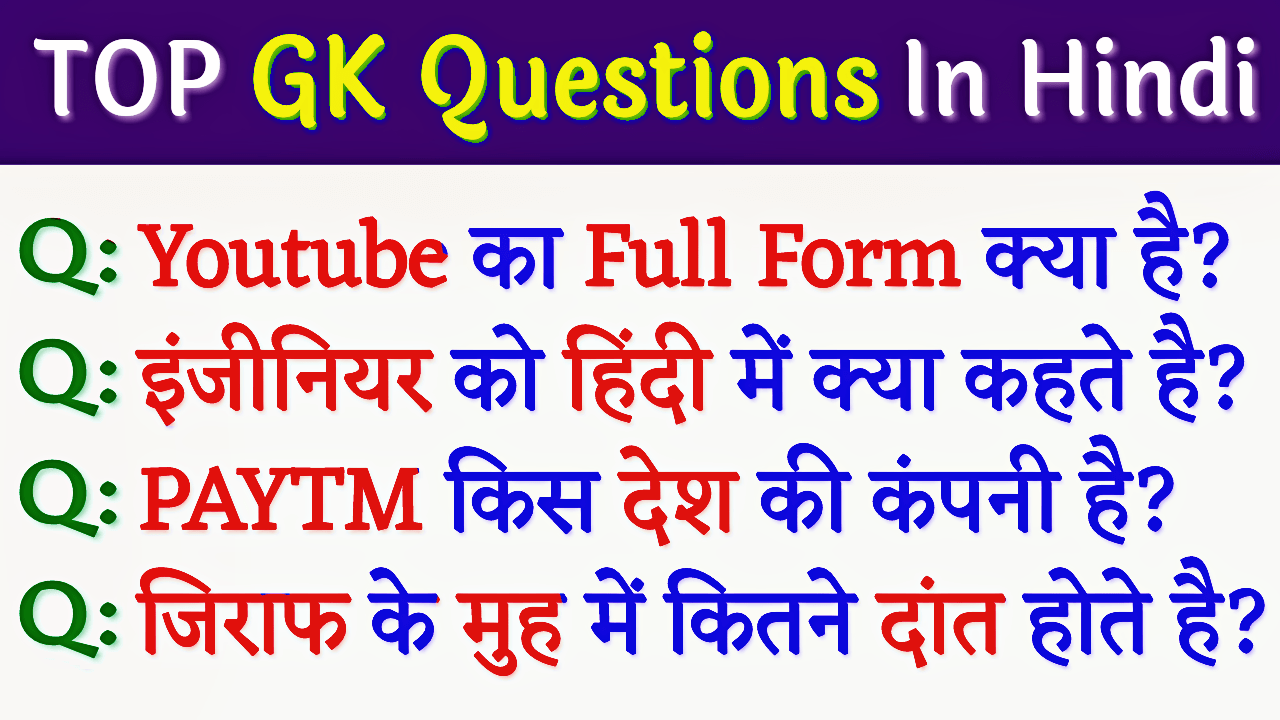 TOP GK Questions In Hindi
Q: Youtube का Full Form क्या है?
Q: इंजीनियर को हिंदी में क्या कहते है?
Q: PAYTM किस देश की कंपनी है?
Q: जिराफ के मुह में कितने दांत होते है?